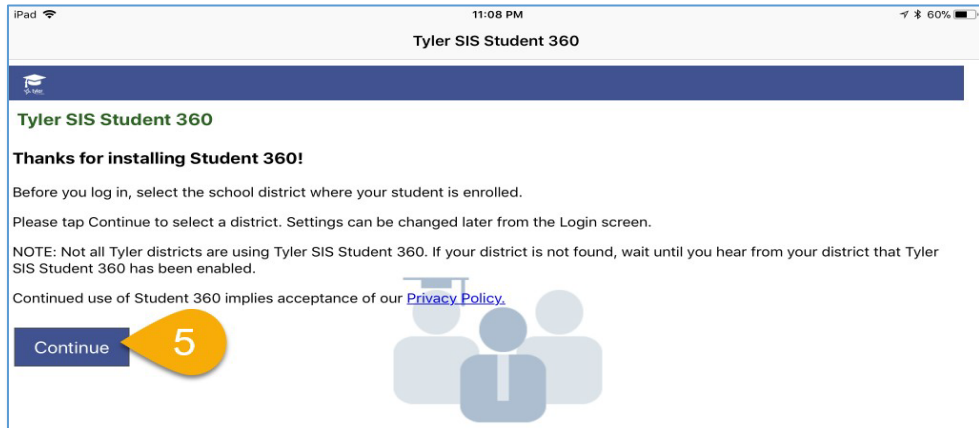 iPad 11:08 PM 60%
Tyler SIS Student 360
Tyler SIS Student 360
Thanks for installing Student 360!
Before you log in, select the school district where your student is enrolled.
Please tap Continue to select a district. Settings can be changed later from the Login screen.
NOTE: Not all Tyler districts are using Tyler SIS Student 360. If your district is not found, wait until you hear from your district that Tyler
SIS Student 360 has been enabled.
Continued use of Student 360 implies acceptance of our Privacy Policy.
Continue 5